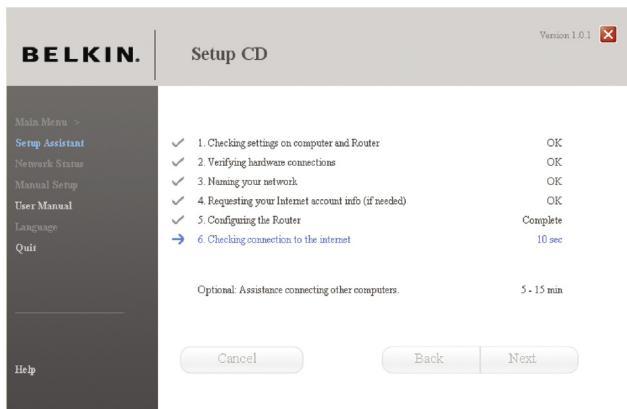 BELKIN.
Setup CD
Version 1.0.1
Main Menu >
Setup Assistant
Network Status
Manual Setup
User Manual
Language
Quit
Help
1. Checking settings on computer and Router OK
2. Verifying hardware connections OK
3. Naming your network OK
4. Requesting your Internet account info (if needed) OK
5. Configuring the Router Complete
6. Checking connection to the internet 10 sec
Optional: Assistance connecting other computers. 5 - 15 min
Cancel
Back
Next